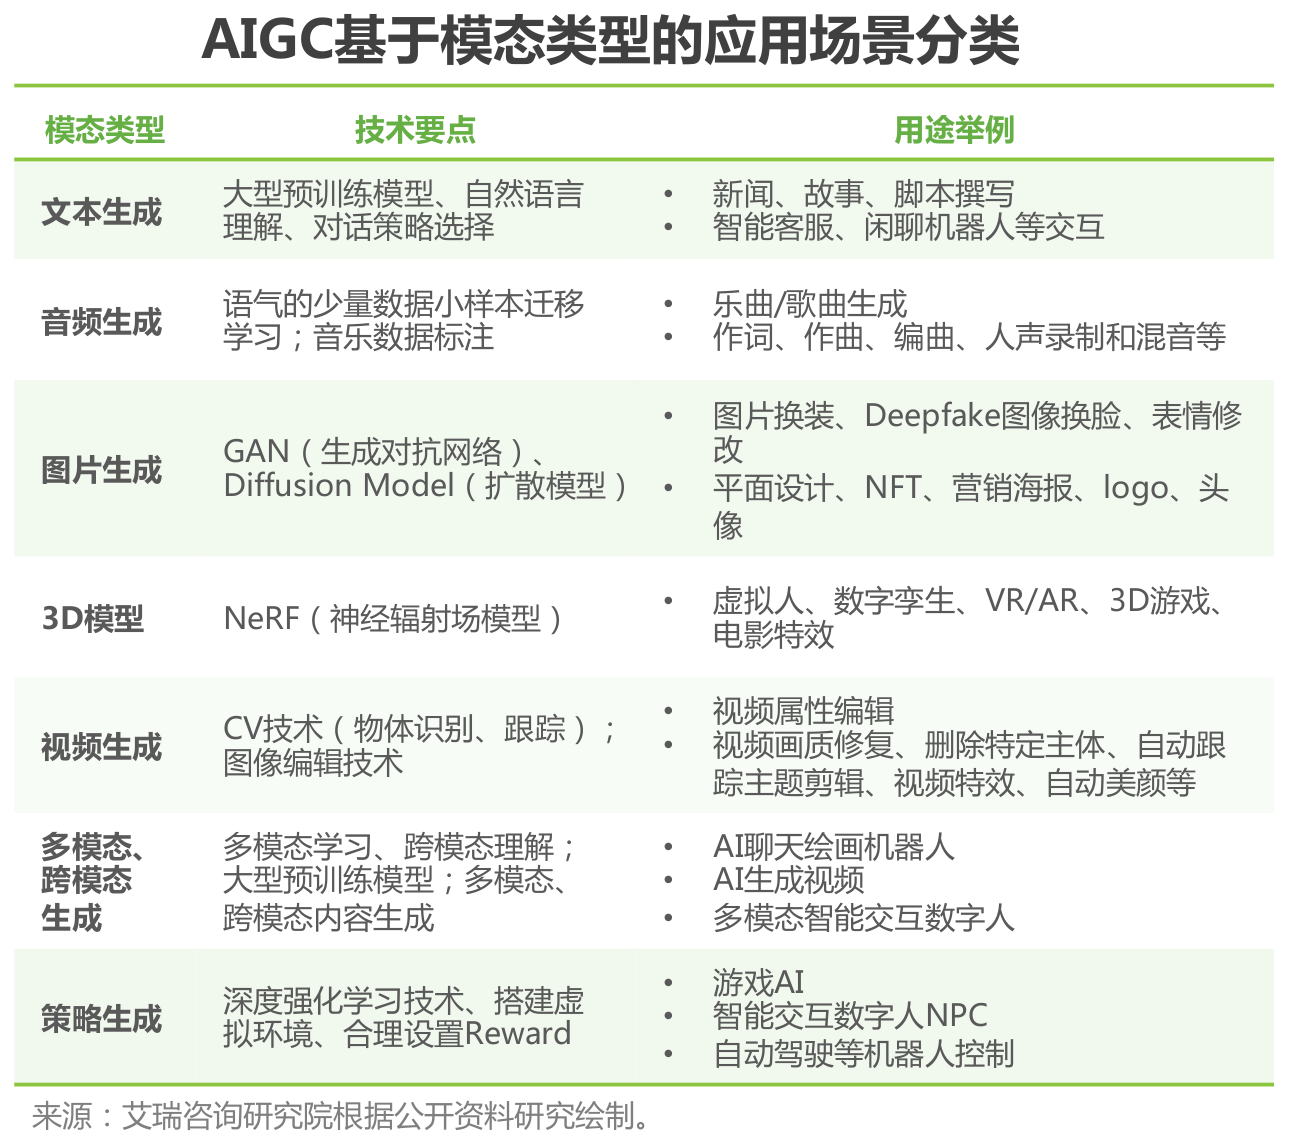 AIGC基于模态类型的应用场景分类
模态类型 技术要点 用途举例
文本生成
大型预训练模型、自然语言
理解、对话策略选择
• 新闻、故事、脚本撰写
• 智能客服、闲聊机器人等交互
音频生成
语气的少量数据小样本迁移
学习；音乐数据标注
• 乐曲/歌曲生成
• 作词、作曲、编曲、人声录制和混音等
图片生成
GAN（生成对抗网络）、
Diffusion Model（扩散模型）
• 图片换装、Deepfake图像换脸、表情修
改
• 平面设计、NFT、营销海报、logo、头
像
3D模型
NeRF（神经辐射场模型）
• 虚拟人、数字孪生、VR/AR、3D游戏、
电影特效
视频生成
CV技术（物体识别、跟踪）；
图像编辑技术
• 视频属性编辑
• 视频画质修复、删除特定主体、自动跟
踪主题剪辑、视频特效、自动美颜等
多模态、
跨模态
生成
多模态学习、跨模态理解；
大型预训练模型；多模态、
跨模态内容生成
• AI聊天绘画机器人
• AI生成视频
• 多模态智能交互数字人
策略生成
深度强化学习技术、搭建虚
拟环境、合理设置Reward
• 游戏AI
• 智能交互数字人NPC
• 自动驾驶等机器人控制
来源：艾瑞咨询研究院根据公开资料研究绘制。